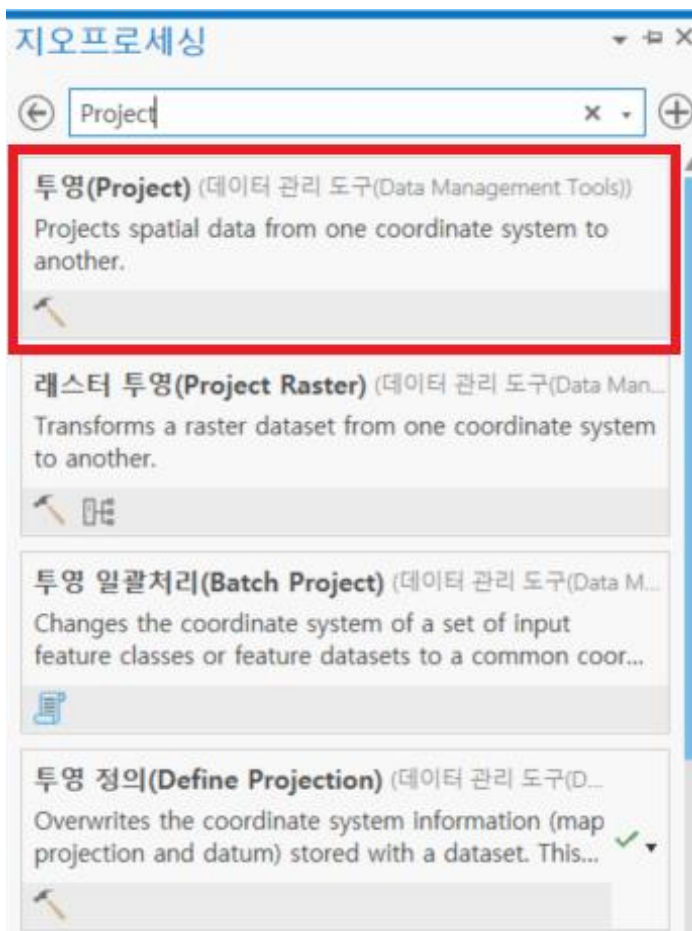 지오프로세싱
Project
투영(Project) (데이터 관리 도구(Data Management Tools))
Projects spatial data from one coordinate system to
another.
래스터 투영(Project Raster) (데이터 관리 도구(Data Man...
Transforms a raster dataset from one coordinate system
to another.
투영 일괄처리(Batch Project) (데이터 관리 도구(Data M...
Changes the coordinate system of a set of input
feature classes or feature datasets to a common coor...
투영 정의(Define Projection) (데이터 관리 도구(D...
Overwrites the coordinate system information (map
projection and datum) stored with a dataset. This...